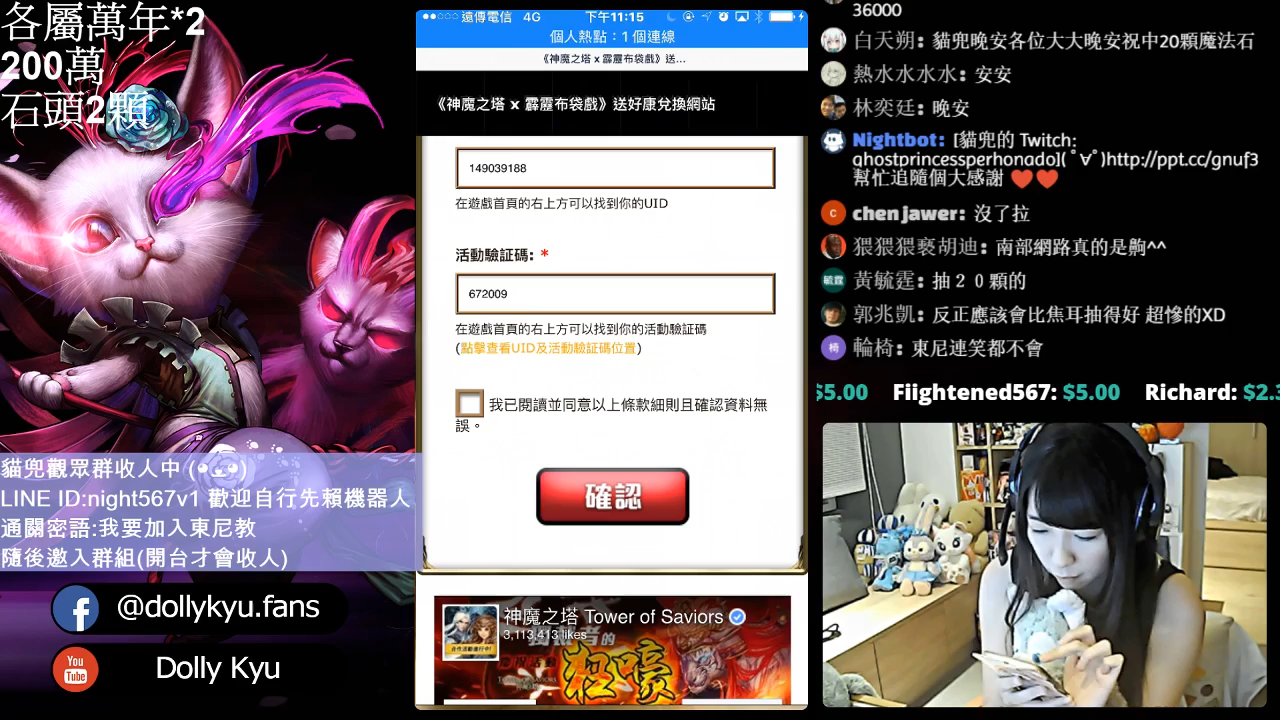 各屬萬年*2
200萬
石頭2顆
貓兜觀眾群收人中 (●ω●)
LINE ID:night567v1 歡迎自行先賴機器人
通關密語:我要加入東尼教
隨後邀入群組(開台才會收人)
@dollykyu.fans
You
Tube
Dolly Kyu
遠傳電信 4G 下午11:15
個人熱點：1 個連線
《神魔之塔 x 霹靂布袋戲》送...
《神魔之塔 x 霹靂布袋戲》送好康兌換網站
149039188
在遊戲首頁的右上方可以找到你的UID
活動驗証碼: *
672009
在遊戲首頁的右上方可以找到你的活動驗証碼
(點擊查看UID及活動驗証碼位置)
我已閱讀並同意以上條款細則且確認資料無
誤。
確認
神魔之塔 Tower of Saviors
3,113,413 likes
合作活動進行中!
狂嚎
36000
白天朔: 貓兜晚安各位大大晚安祝中20顆魔法石
熱水水水水: 安安
林奕廷: 晚安
Nightbot: [貓兜的 Twitch:
ghostprincessperhonado](ﾟ∀ﾟ)http://ppt.cc/gnuf3
幫忙追隨個大感謝 ❤❤
chen jawer: 沒了拉
猥猥猥褻胡迪: 南部網路真的是齁^^
黃毓霆: 抽２０顆的
郭兆凱: 反正應該會比焦耳抽得好 超慘的XD
輪椅: 東尼連笑都不會
$5.00 Fiightened567: $5.00 Richard: $2.3